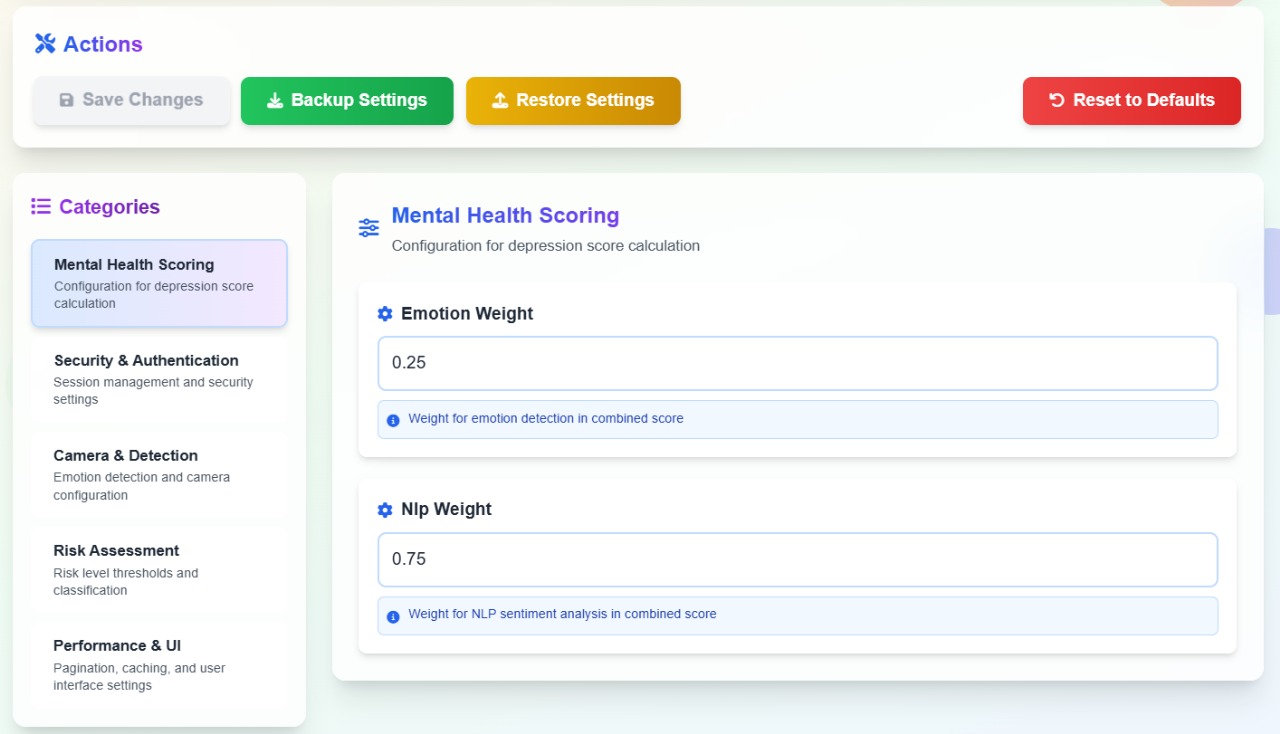 Actions
Save Changes
Backup Settings
Restore Settings
Reset to Defaults
Categories
Mental Health Scoring
Configuration for depression score
calculation
Security & Authentication
Session management and security
settings
Camera & Detection
Emotion detection and camera
configuration
Risk Assessment
Risk level thresholds and
classification
Performance & UI
Pagination, caching, and user
interface settings
Mental Health Scoring
Configuration for depression score calculation
Emotion Weight
0.25
Weight for emotion detection in combined score
Nlp Weight
0.75
Weight for NLP sentiment analysis in combined score